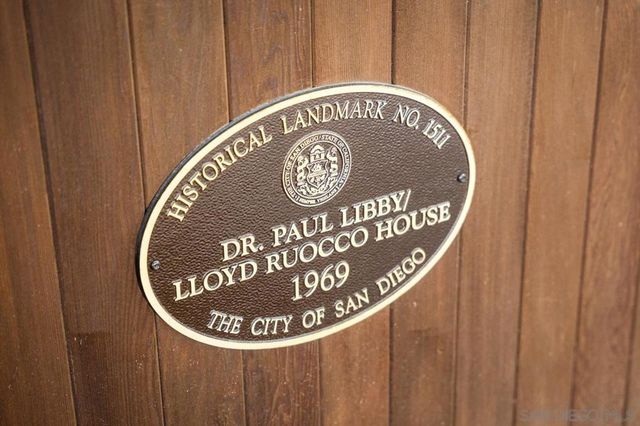 HISTORICAL LANDMARK NO. 1511
DR. PAUL LIBBY/
LLOYD RUOCCO HOUSE
1969
THE CITY OF SAN DIEGO